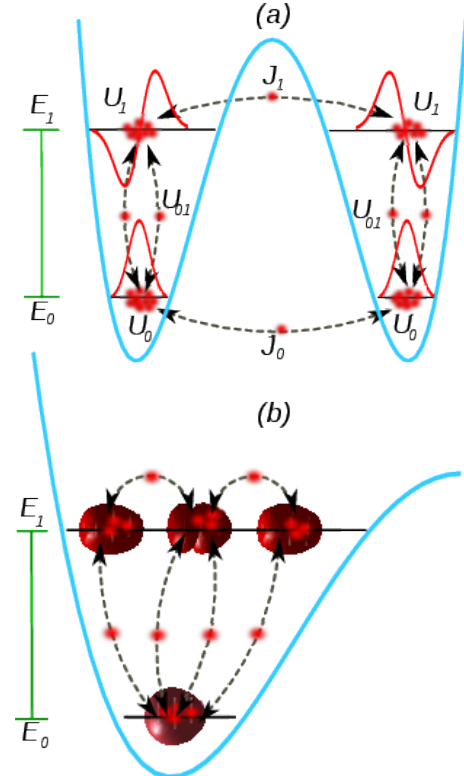 (a)
J₁
E₁ U₁ U₁
U₀₁ U₀₁
E₀ U₀ U₀
J₀
(b)
E₁
E₀